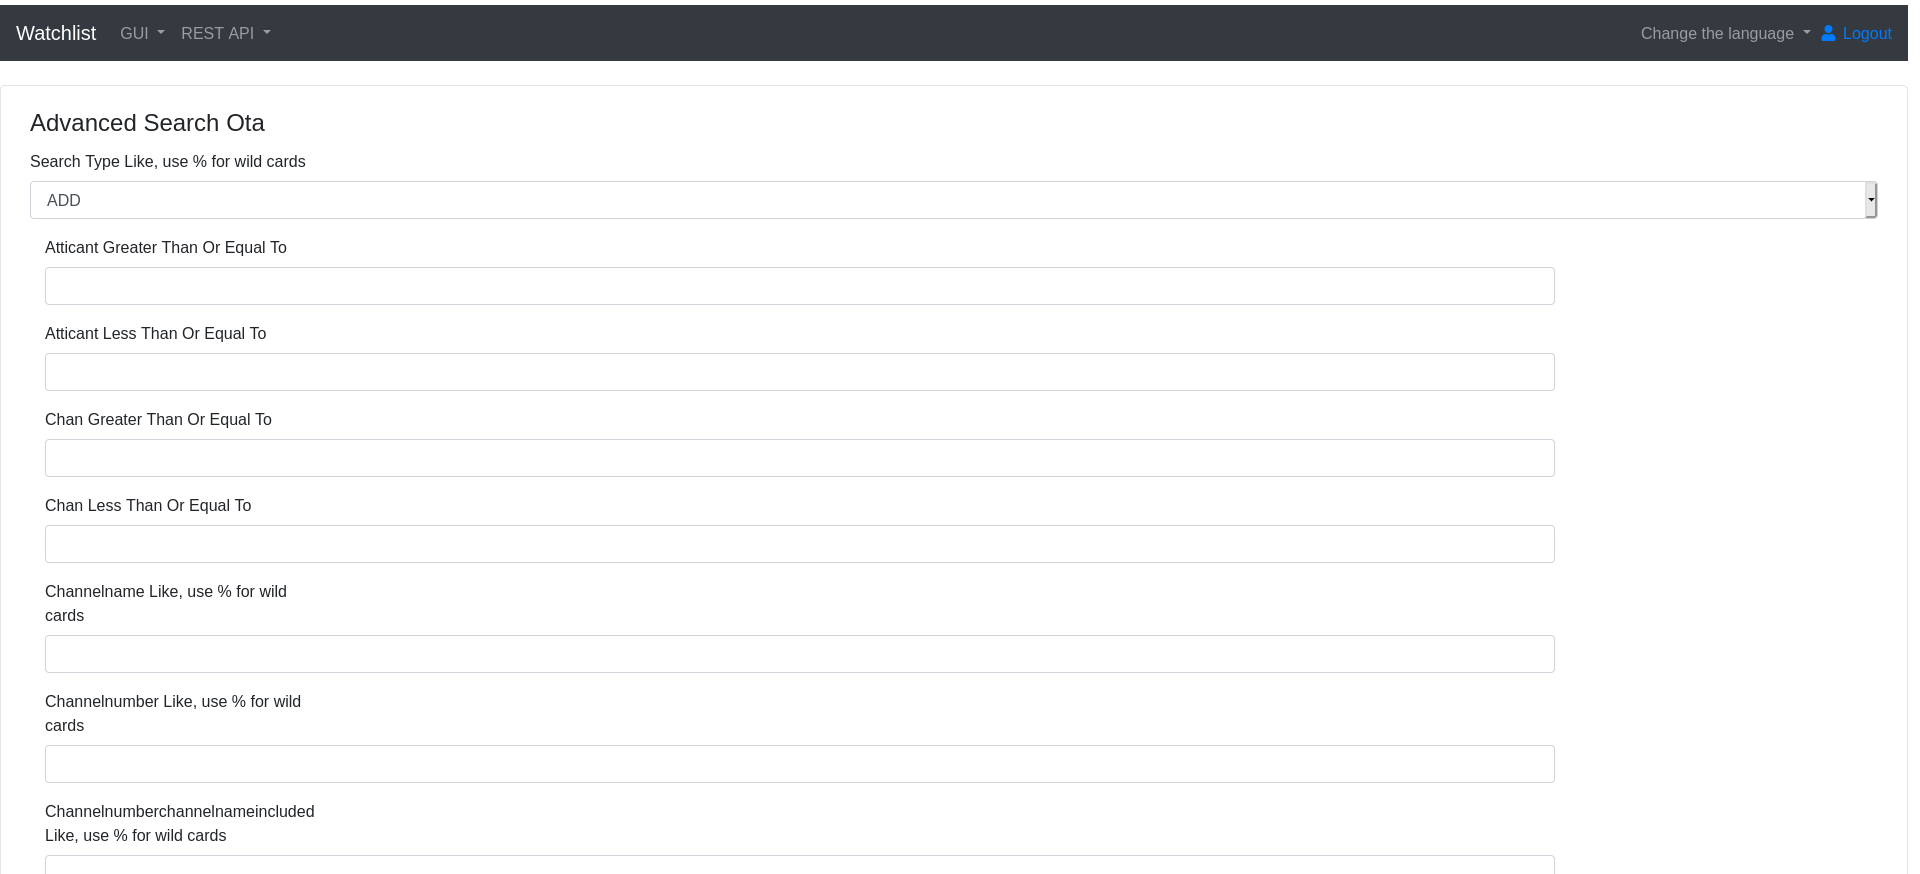 Watchlist GUI REST API Change the language Logout
Advanced Search Ota
Search Type Like, use % for wild cards
ADD
Atticant Greater Than Or Equal To
Atticant Less Than Or Equal To
Chan Greater Than Or Equal To
Chan Less Than Or Equal To
Channelname Like, use % for wild
cards
Channelnumber Like, use % for wild
cards
Channelnumberchannelnameincluded
Like, use % for wild cards